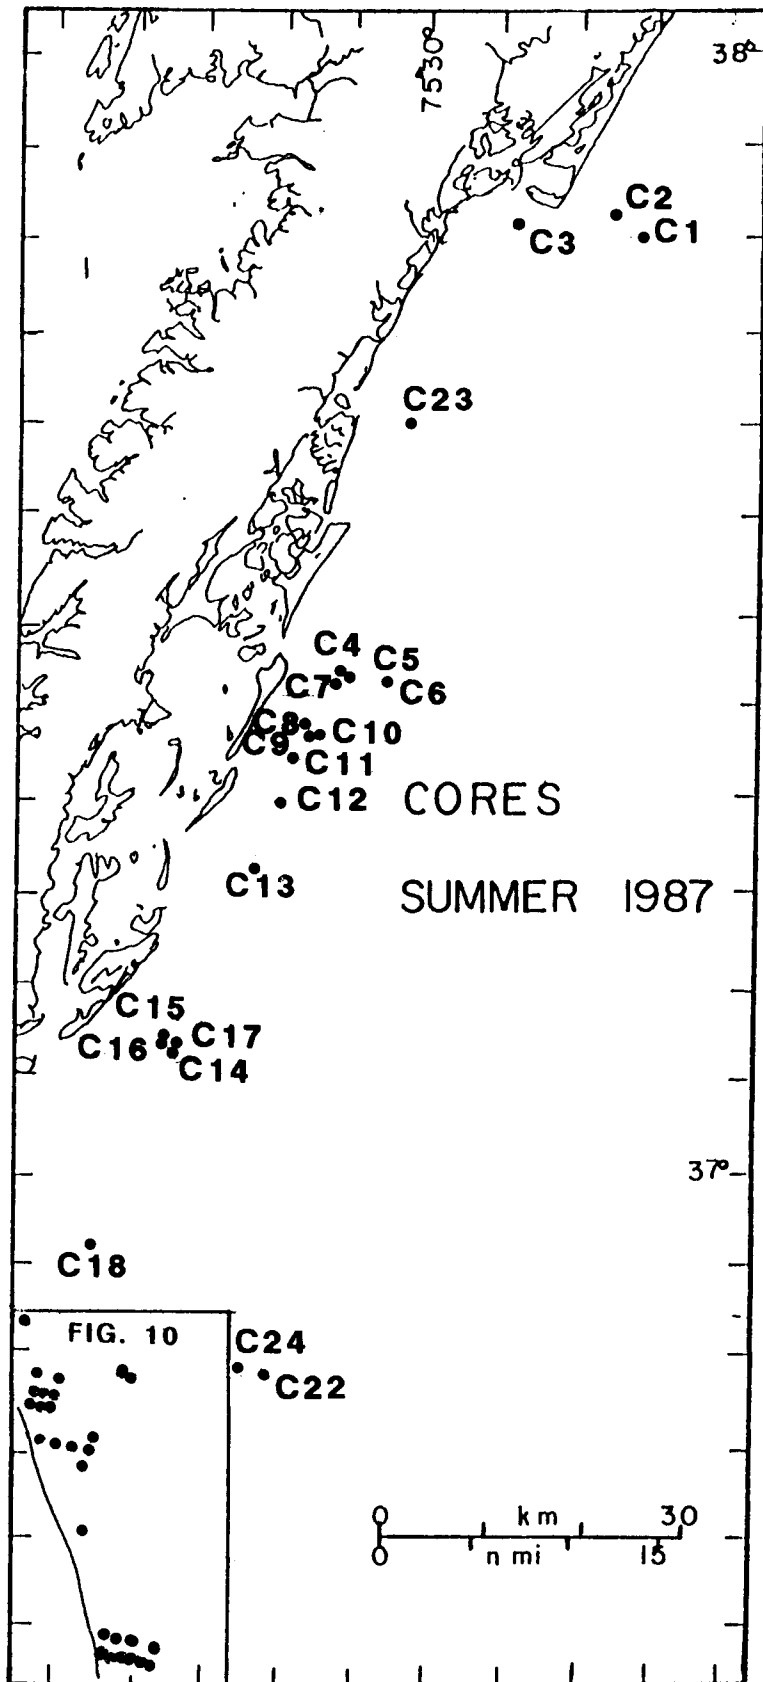 75 30°
38°
C2
C1
C3
C23
C4
C5
C7
C6
C8
C10
C9
C11
C12
CORES
C13
SUMMER 1987
C15
C17
C16
C14
37°
C18
FIG. 10
C24
C22
0 km 30
0 n mi 15